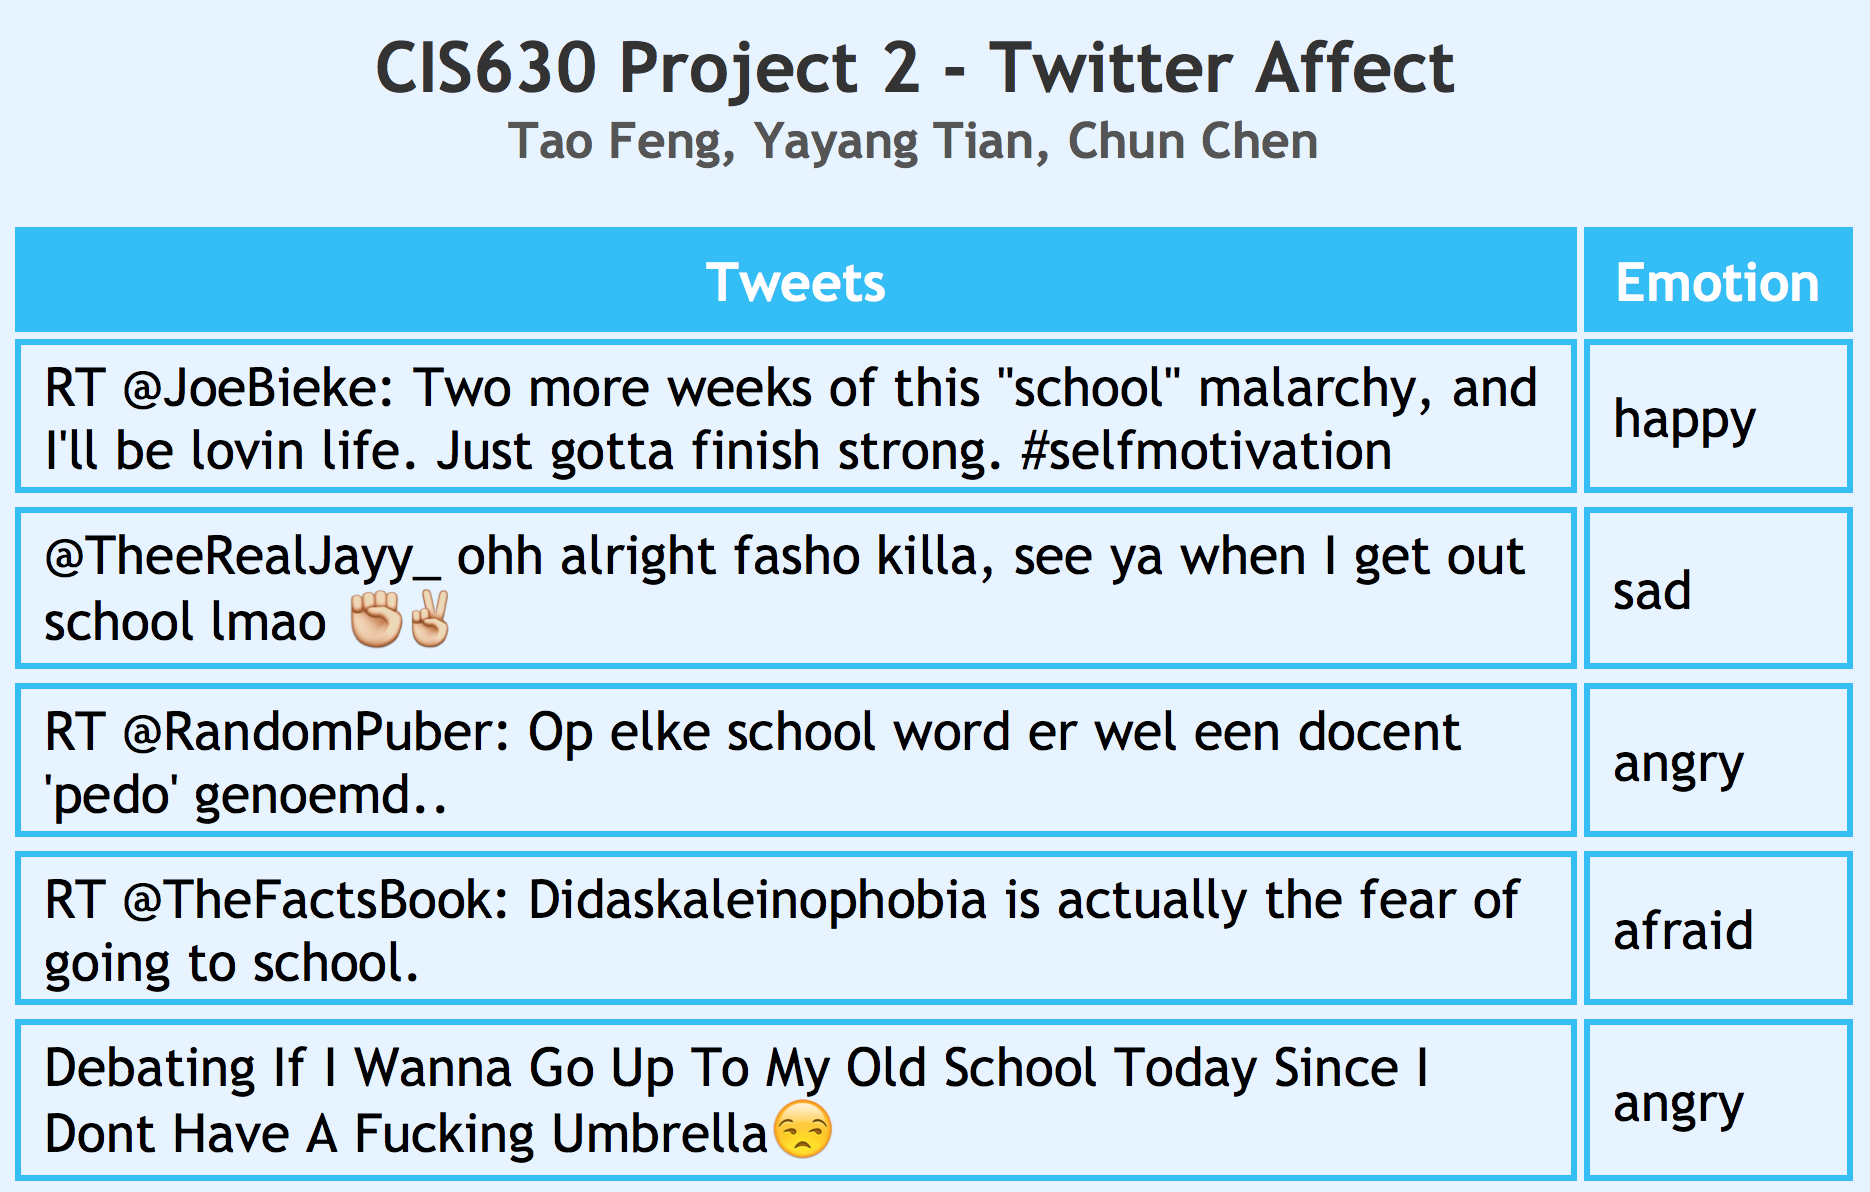 CIS630 Project 2 - Twitter Affect
Tao Feng, Yayang Tian, Chun Chen
Tweets
Emotion
RT @JoeBieke: Two more weeks of this "school" malarchy, and
I'll be lovin life. Just gotta finish strong. #selfmotivation
happy
@TheeRealJayy_ ohh alright fasho killa, see ya when I get out
school lmao ✊✌
sad
RT @RandomPuber: Op elke school word er wel een docent
'pedo' genoemd..
angry
RT @TheFactsBook: Didaskaleinophobia is actually the fear of
going to school.
afraid
Debating If I Wanna Go Up To My Old School Today Since I
Dont Have A Fucking Umbrella😒
angry